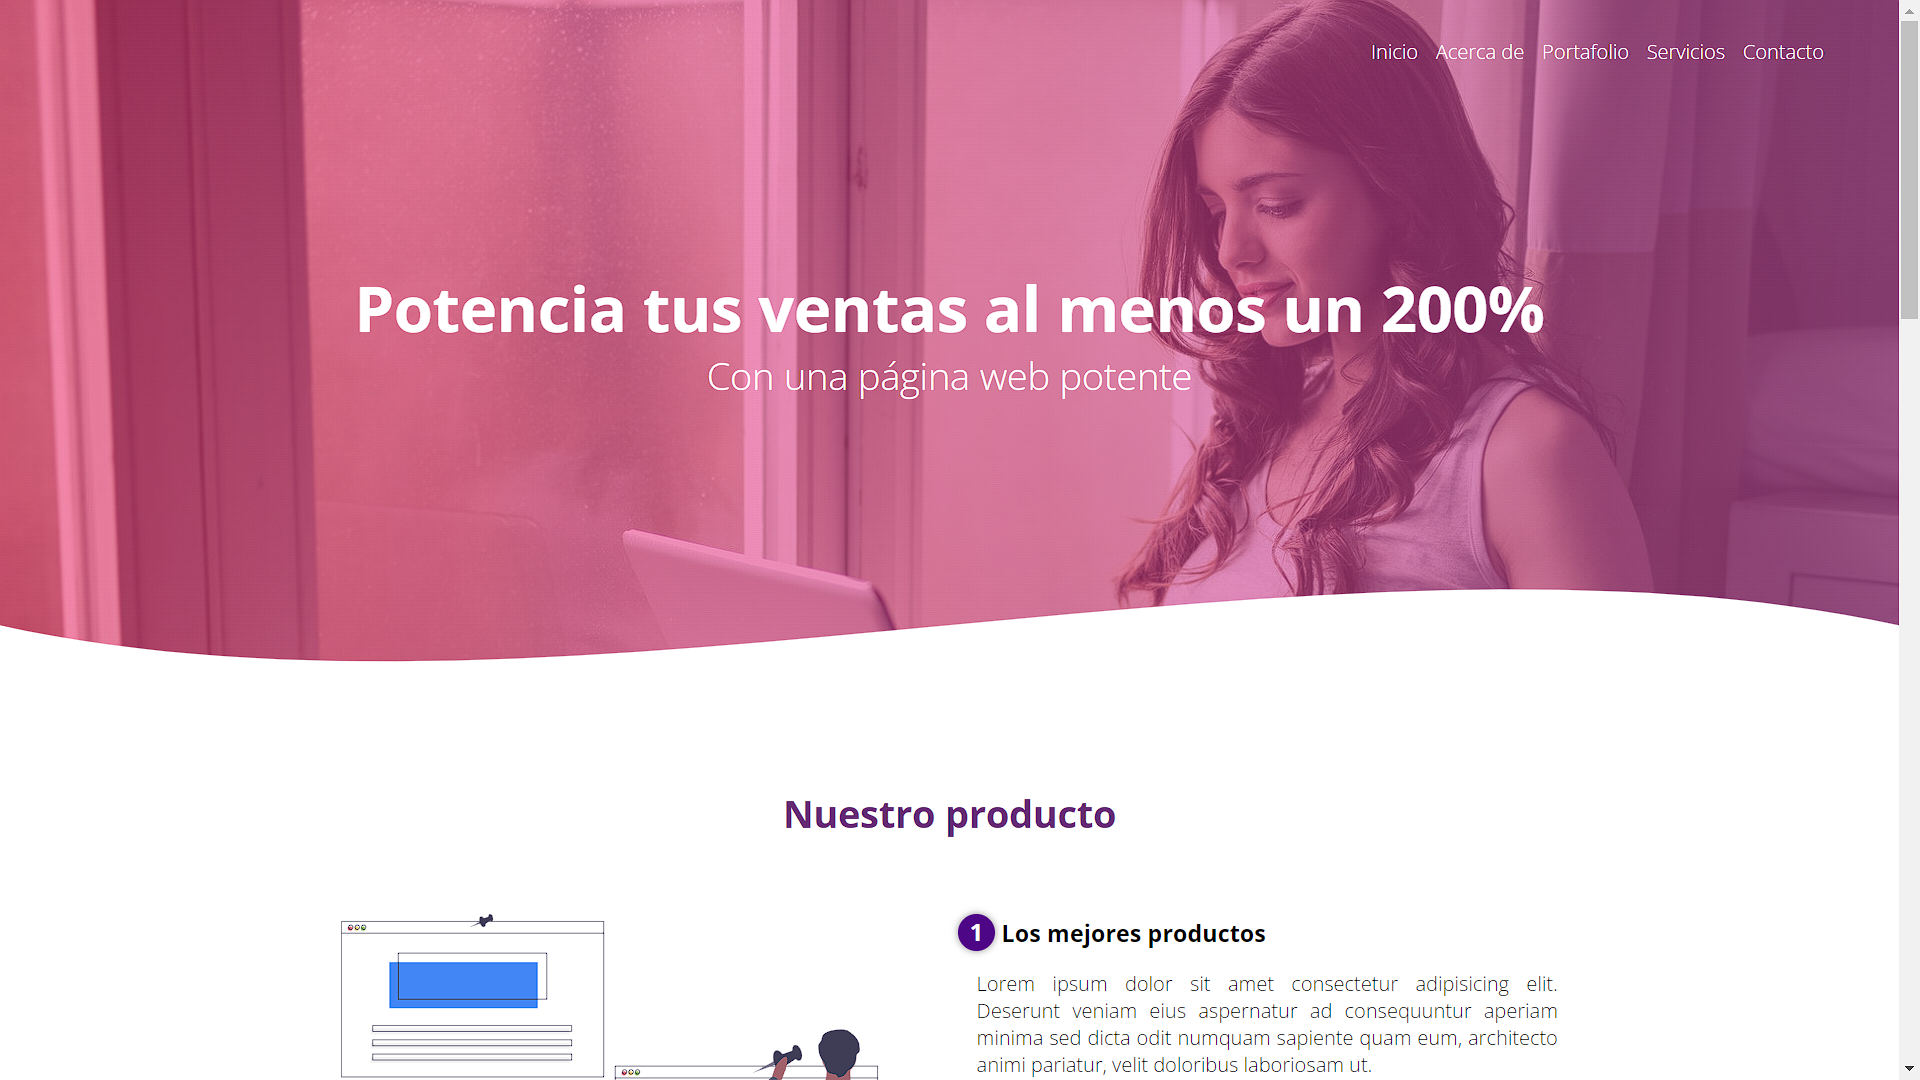 Inicio Acerca de Portafolio Servicios Contacto
Potencia tus ventas al menos un 200%
Con una página web potente
Nuestro producto
1 Los mejores productos
Lorem ipsum dolor sit amet consectetur adipisicing elit.
Deserunt veniam eius aspernatur ad consequuntur aperiam
minima sed dicta odit numquam sapiente quam eum, architecto
animi pariatur, velit doloribus laboriosam ut.